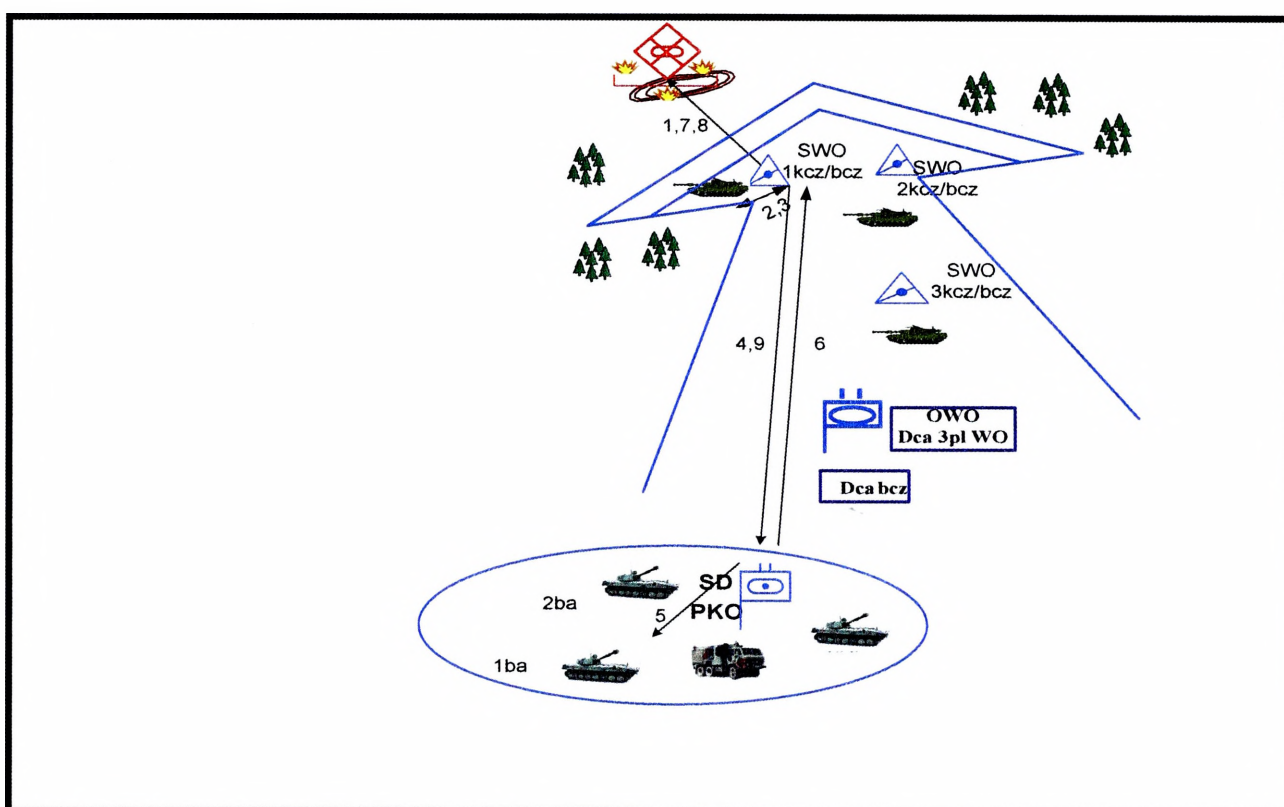 1,7,8
SWO
1kcz/bcz
SWO
2kcz/bcz
2,3
SWO
3kcz/bcz
4,9
6
OWO
Dca 3pl WO
Dca bcz
SD
PKO
2ba
5
1ba